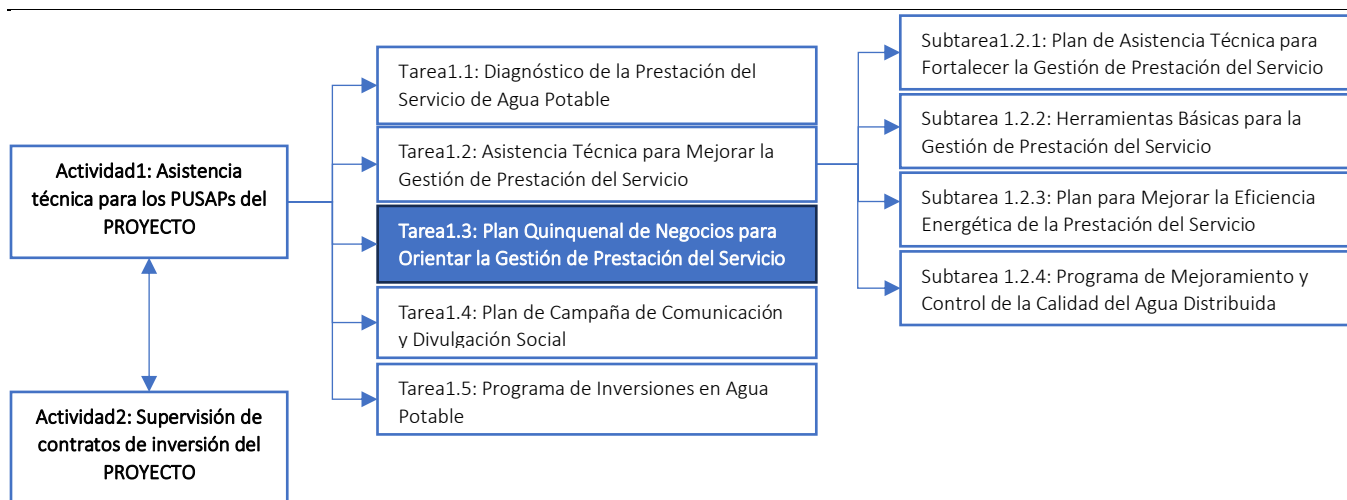 Actividad1: Asistencia
técnica para los PUSAPs del
PROYECTO
Actividad2: Supervisión de
contratos de inversión del
PROYECTO
Tarea1.1: Diagnóstico de la Prestación del
Servicio de Agua Potable
Tarea1.2: Asistencia Técnica para Mejorar la
Gestión de Prestación del Servicio
Tarea1.3: Plan Quinquenal de Negocios para
Orientar la Gestión de Prestación del Servicio
Tarea1.4: Plan de Campaña de Comunicación
y Divulgación Social
Tarea1.5: Programa de Inversiones en Agua
Potable
Subtarea1.2.1: Plan de Asistencia Técnica para
Fortalecer la Gestión de Prestación del Servicio
Subtarea 1.2.2: Herramientas Básicas para la
Gestión de Prestación del Servicio
Subtarea 1.2.3: Plan para Mejorar la Eficiencia
Energética de la Prestación del Servicio
Subtarea 1.2.4: Programa de Mejoramiento y
Control de la Calidad del Agua Distribuida